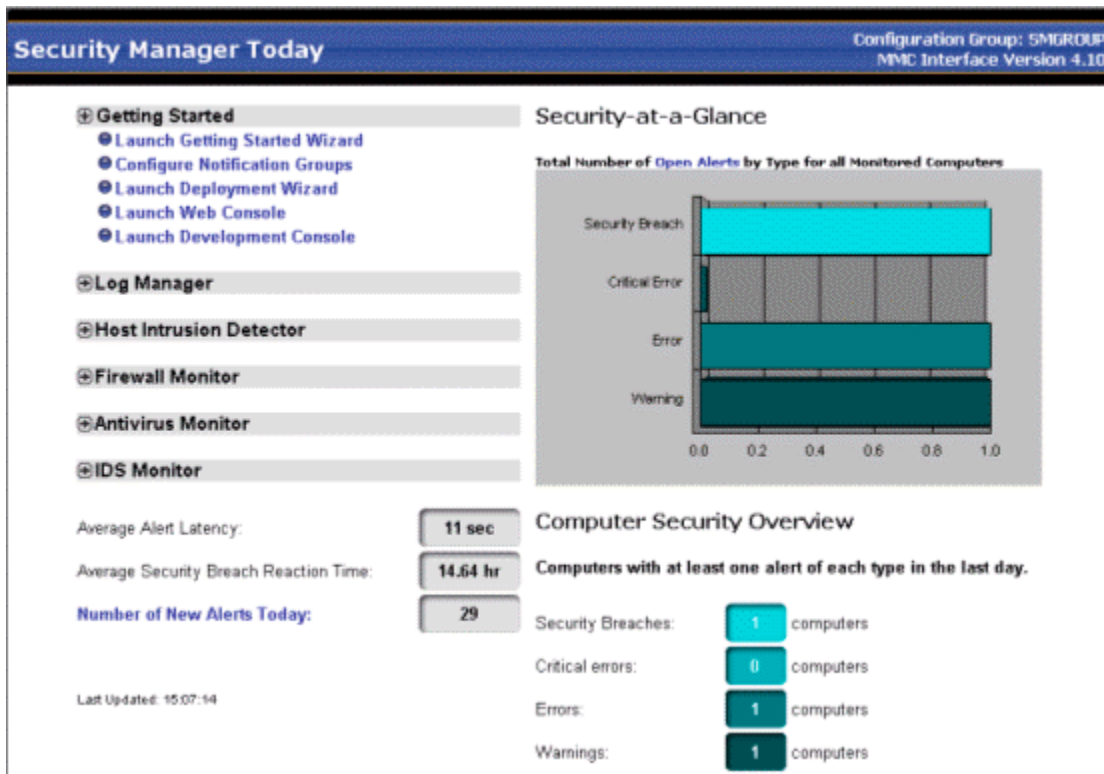 Security Manager Today
Configuration Group: SMGROUP
MMC Interface Version 4.10
Getting Started
Launch Getting Started Wizard
Configure Notification Groups
Launch Deployment Wizard
Launch Web Console
Launch Development Console
Log Manager
Host Intrusion Detector
Firewall Monitor
Antivirus Monitor
IDS Monitor
Average Alert Latency: 11 sec
Average Security Breach Reaction Time: 14.64 hr
Number of New Alerts Today: 29
Last Updated: 15:07:14
Security-at-a-Glance
Total Number of Open Alerts by Type for all Monitored Computers
Security Breach
Critical Error
Error
Warning
0.0 0.2 0.4 0.6 0.8 1.0
Computer Security Overview
Computers with at least one alert of each type in the last day.
Security Breaches: 1 computers
Critical errors: 0 computers
Errors: 1 computers
Warnings: 1 computers